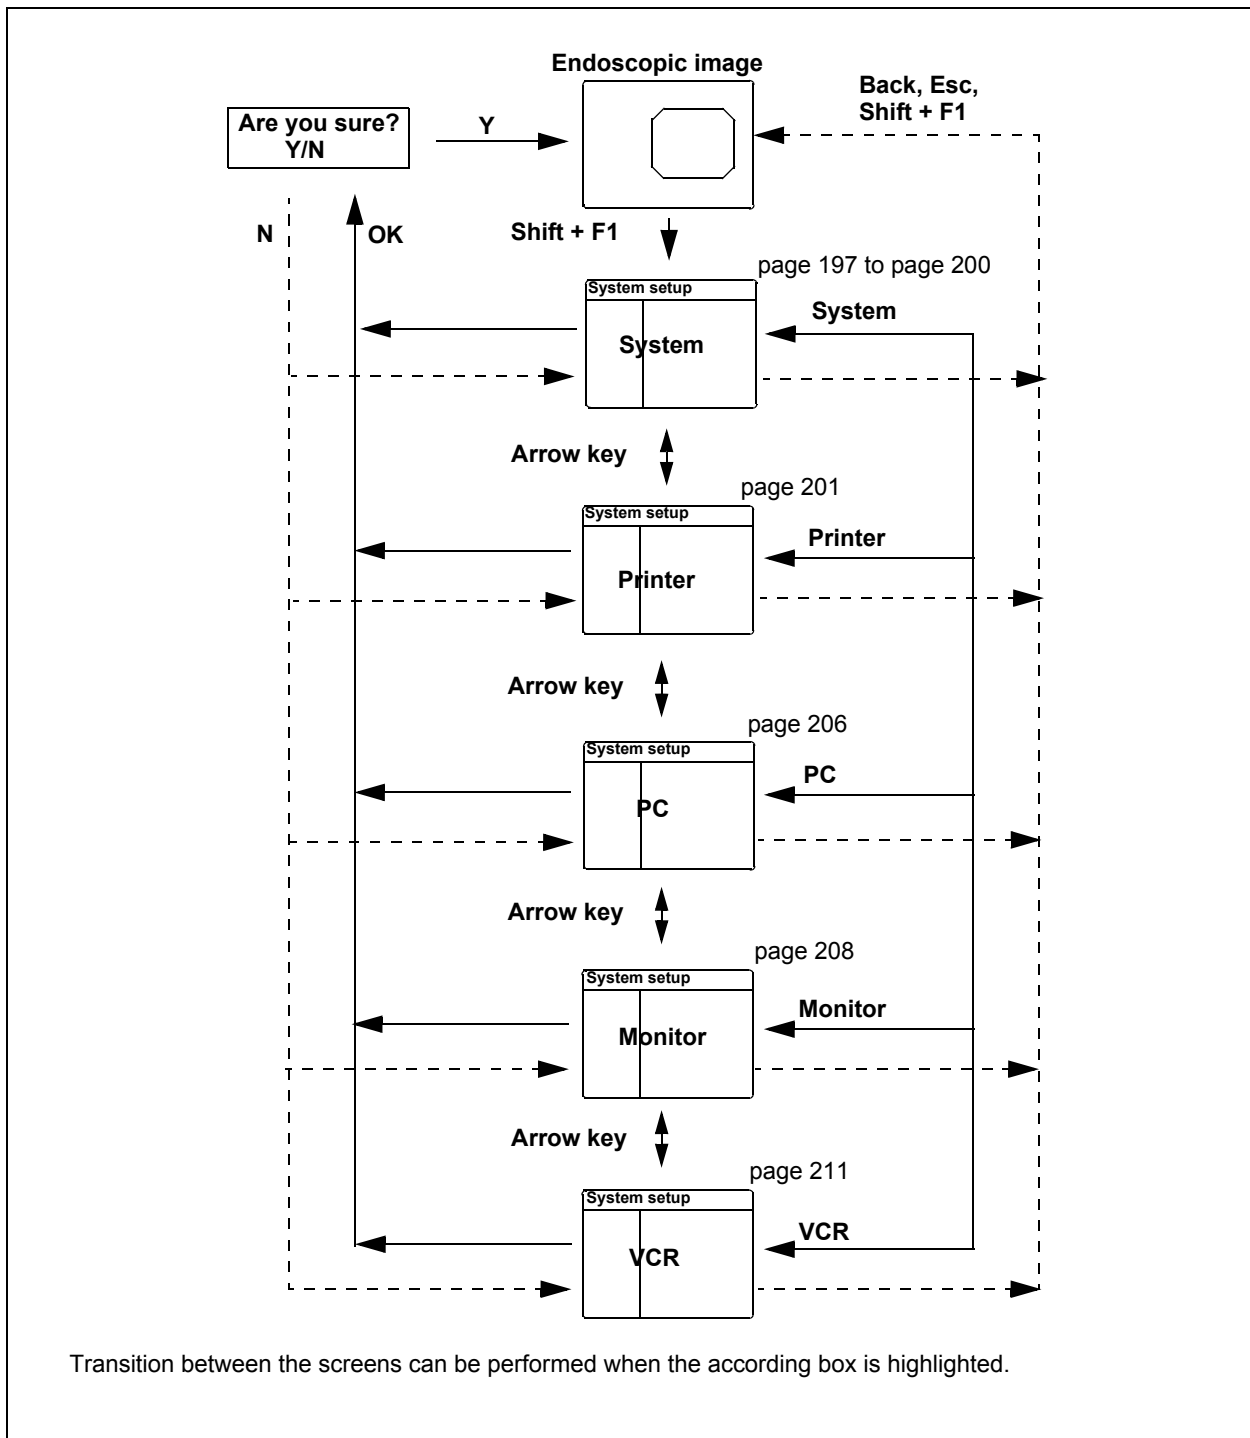 Endoscopic image
Back, Esc,
Shift + F1
Are you sure?
Y/N
Y
N
OK
Shift + F1
page 197 to page 200
System setup
System
System
Arrow key
page 201
System setup
Printer
Printer
Arrow key
page 206
System setup
PC
PC
Arrow key
page 208
System setup
Monitor
Monitor
Arrow key
page 211
System setup
VCR
VCR
Transition between the screens can be performed when the according box is highlighted.